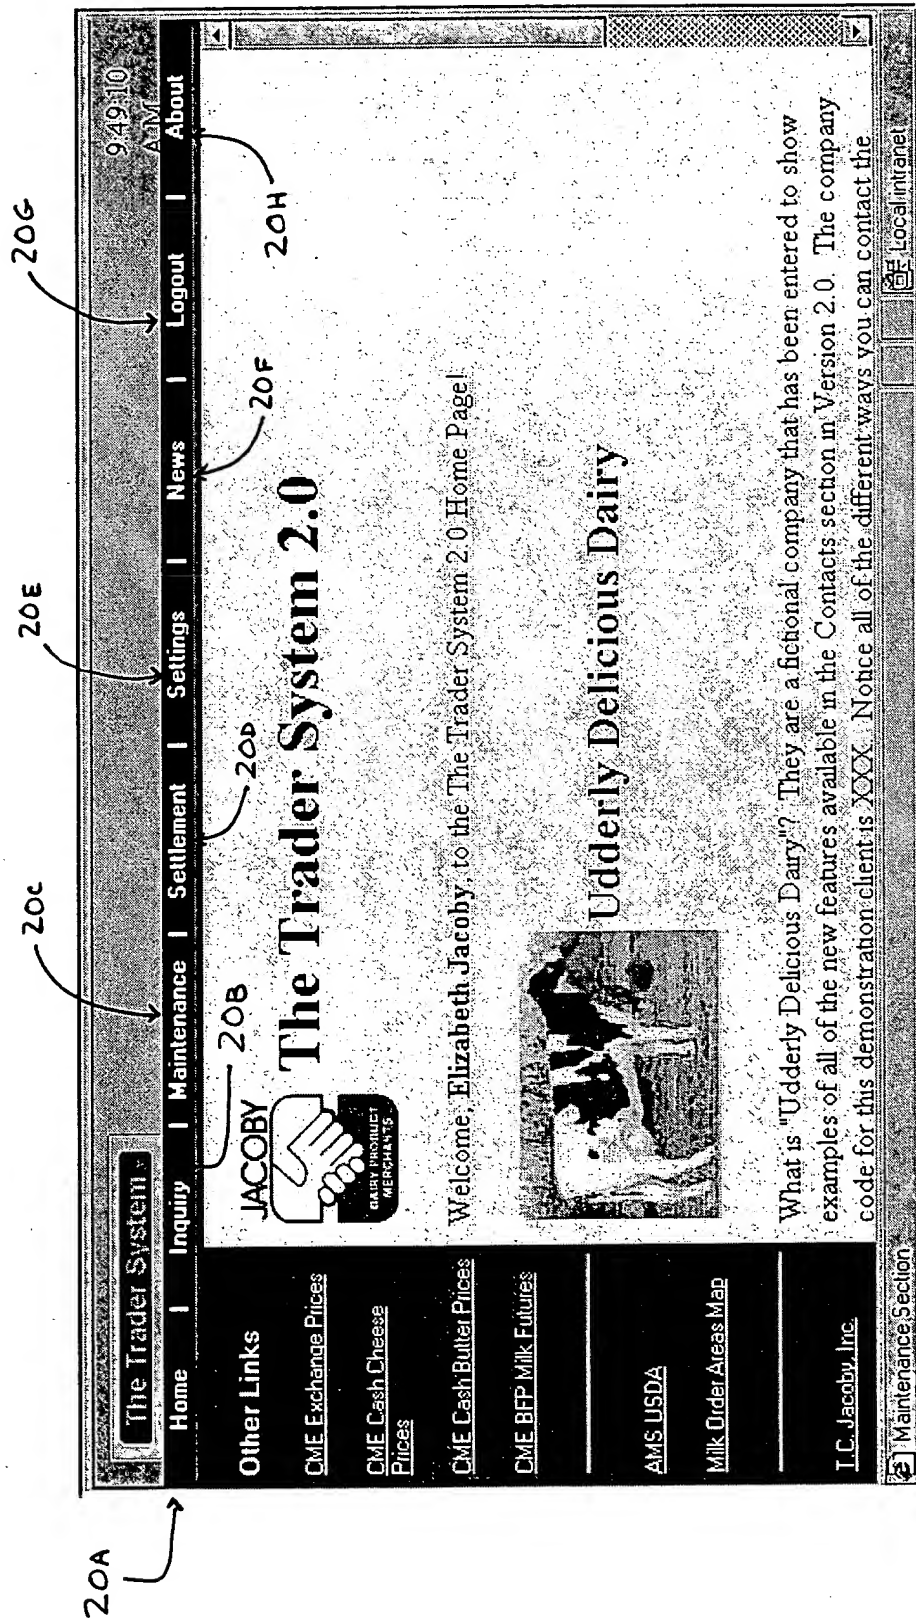 20A
20C
20E
20G
The Trader System
9:49:10 AM
Home | Inquiry | Maintenance | Settlement | Settings | News | Logout | About
20B
20D
20F
20H
Other Links
CME Exchange Prices
CME Cash Cheese
Prices
CME Cash Butter Prices
CME BFP Milk Futures
AMS USDA
Milk Order Areas Map
T.C. Jacoby, Inc.
JACOBY
DAIRY PRODUCT
MERCHANTS
The Trader System 2.0
Welcome, Elizabeth Jacoby, to the The Trader System 2.0 Home Page!
Udderly Delicious Dairy
What is "Udderly Delicious Dairy"? They are a fictional company that has been entered to show
examples of all of the new features available in the Contacts section in Version 2.0. The company
code for this demonstration client is XXX. Notice all of the different ways you can contact the
Maintenance Section
Local intranet